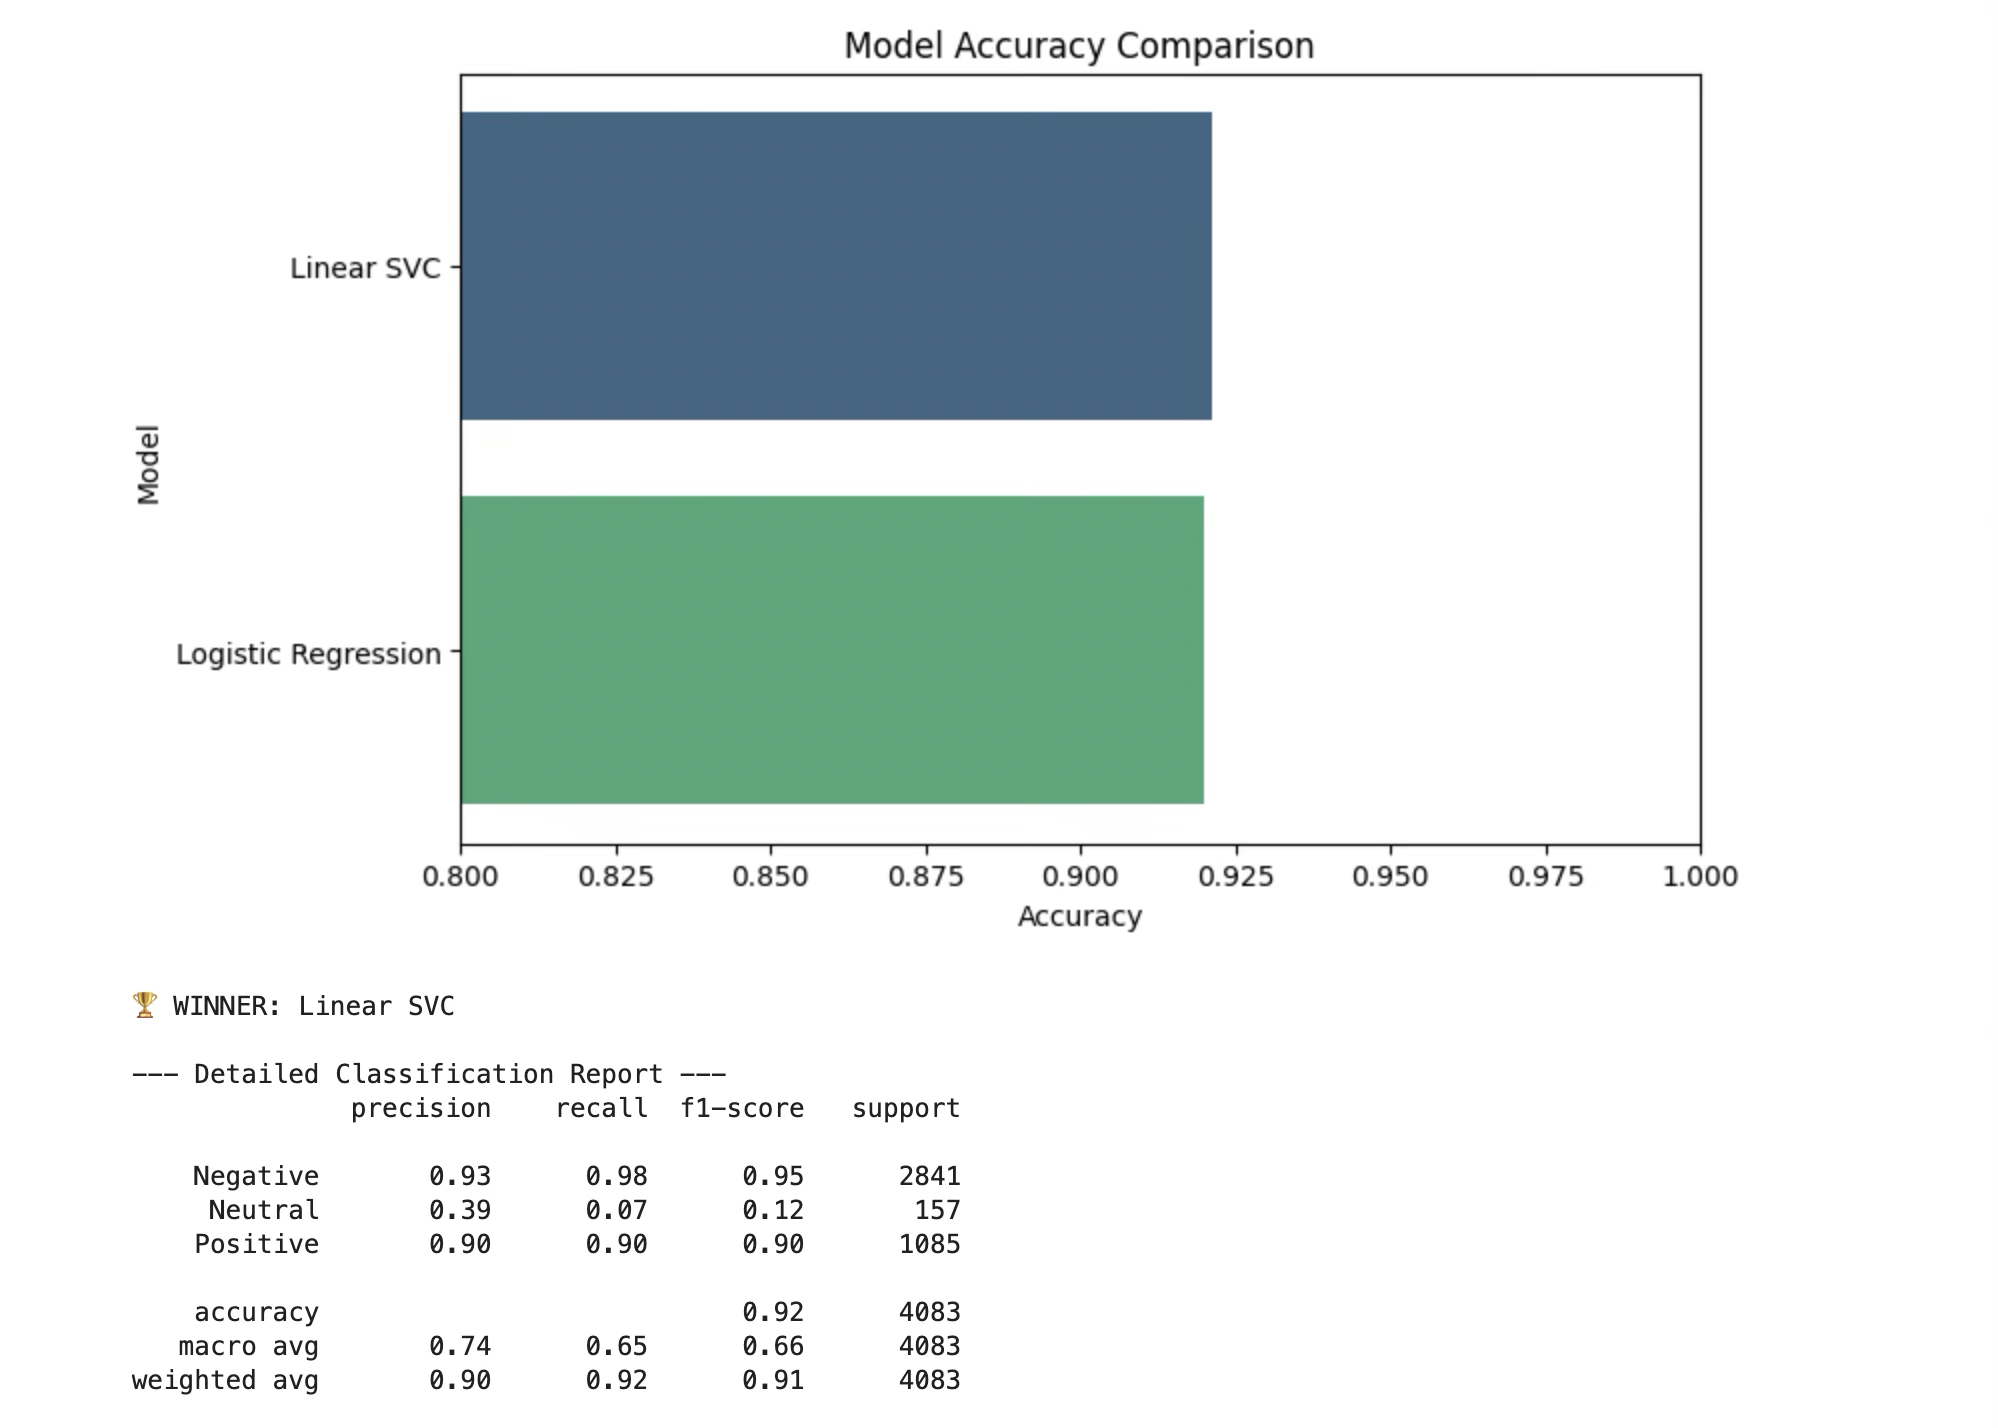 Model Accuracy Comparison
Linear SVC
Model
Logistic Regression
0.800 0.825 0.850 0.875 0.900 0.925 0.950 0.975 1.000
Accuracy
🏆 WINNER: Linear SVC
--- Detailed Classification Report ---
precision recall f1-score support
Negative 0.93 0.98 0.95 2841
Neutral 0.39 0.07 0.12 157
Positive 0.90 0.90 0.90 1085
accuracy 0.92 4083
macro avg 0.74 0.65 0.66 4083
weighted avg 0.90 0.92 0.91 4083